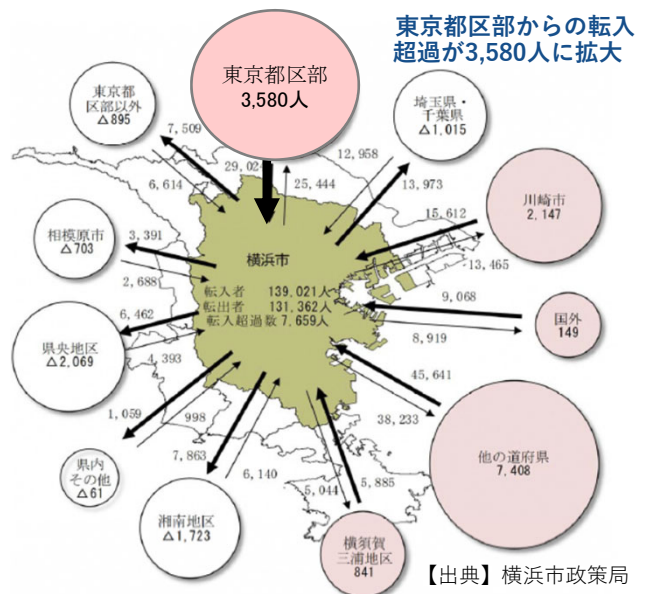 東京都区部からの転入
超過が3,580人に拡大
東京都区部
3,580人
東京都
区部以外
△895
埼玉県・
千葉県
△1,015
7,509
6,614
29,024
25,444
12,958
13,973
川崎市
2,147
15,612
13,465
相模原市
△703
3,391
2,688
横浜市
転入者 139,021人
転出者 131,362人
転入超過数 7,659人
9,068
8,919
国外
149
県央地区
△2,069
6,462
4,393
45,641
38,233
他の道府県
7,408
1,059
998
県内
その他
△61
7,863
6,140
湘南地区
△1,723
5,044
5,885
横須賀
三浦地区
841
【出典】横浜市政策局